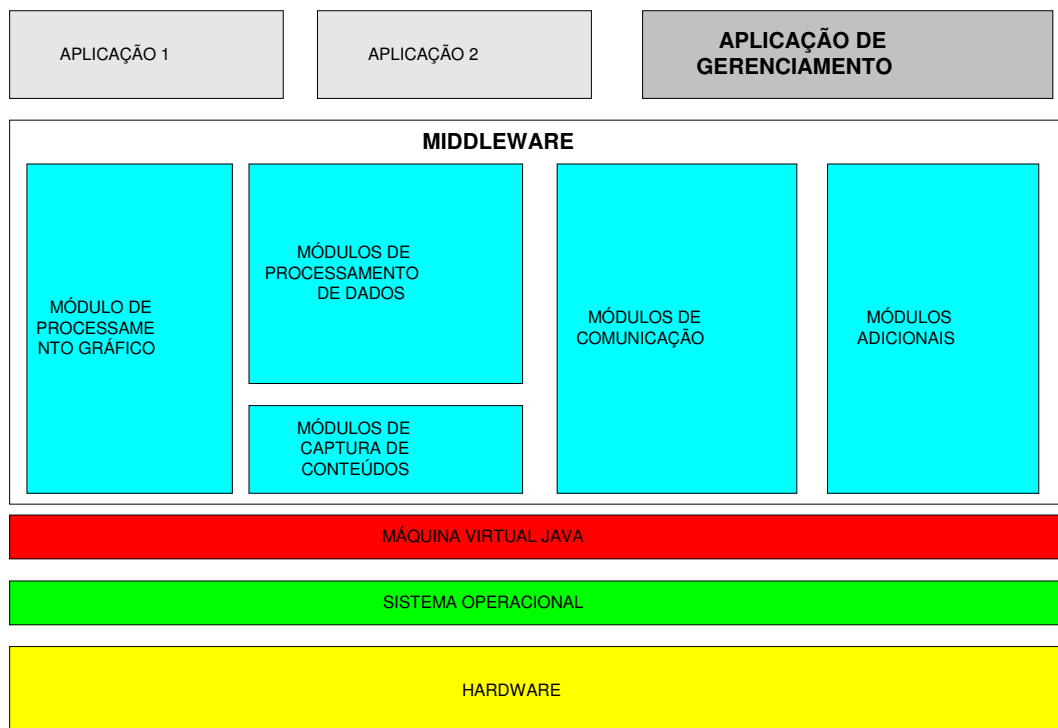 APLICAÇÃO 1
APLICAÇÃO 2
APLICAÇÃO DE
GERENCIAMENTO
MIDDLEWARE
MÓDULO DE
PROCESSAME
NTO GRÁFICO
MÓDULOS DE
PROCESSAMENTO
DE DADOS
MÓDULOS DE
CAPTURA DE
CONTEÚDOS
MÓDULOS DE
COMUNICAÇÃO
MÓDULOS
ADICIONAIS
MÁQUINA VIRTUAL JAVA
SISTEMA OPERACIONAL
HARDWARE